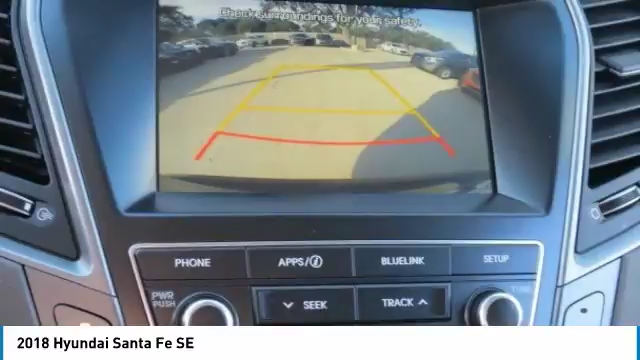 Check surroundings for your safety.
PHONE
APPS/i
BLUELINK
SETUP
PWR
PUSH
SEEK
TRACK
TUNE
2018 Hyundai Santa Fe SE